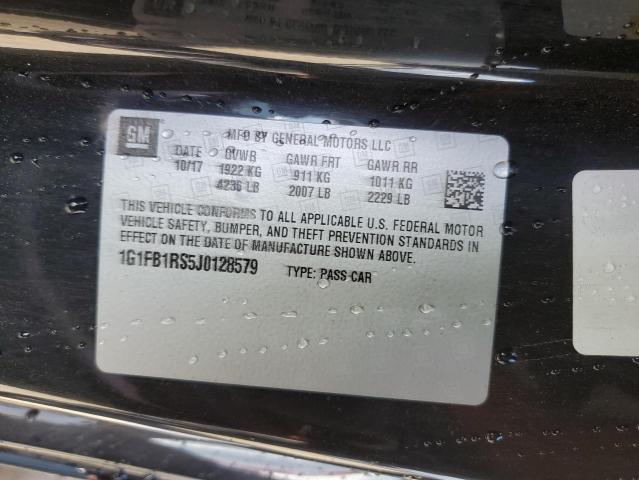 GM
MFD BY GENERAL MOTORS LLC
DATE GVWR GAWR FRT GAWR RR
10/17 1922 KG 911 KG 1011 KG
4236 LB 2007 LB 2229 LB
THIS VEHICLE CONFORMS TO ALL APPLICABLE U.S. FEDERAL MOTOR
VEHICLE SAFETY, BUMPER, AND THEFT PREVENTION STANDARDS IN
EFFECT ON THE DATE OF MANUFACTURE SHOWN ABOVE.
1G1FB1RS5J0128579 TYPE: PASS CAR